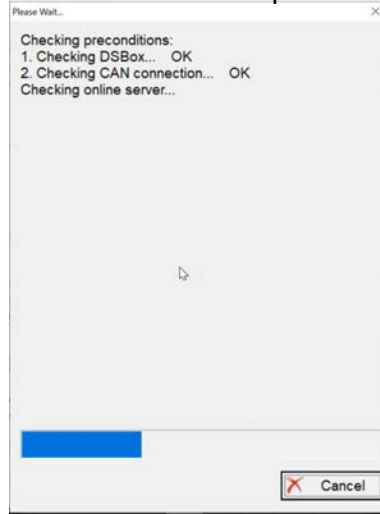 Please Wait...
Checking preconditions:
1. Checking DSBox... OK
2. Checking CAN connection... OK
Checking online server...
Cancel